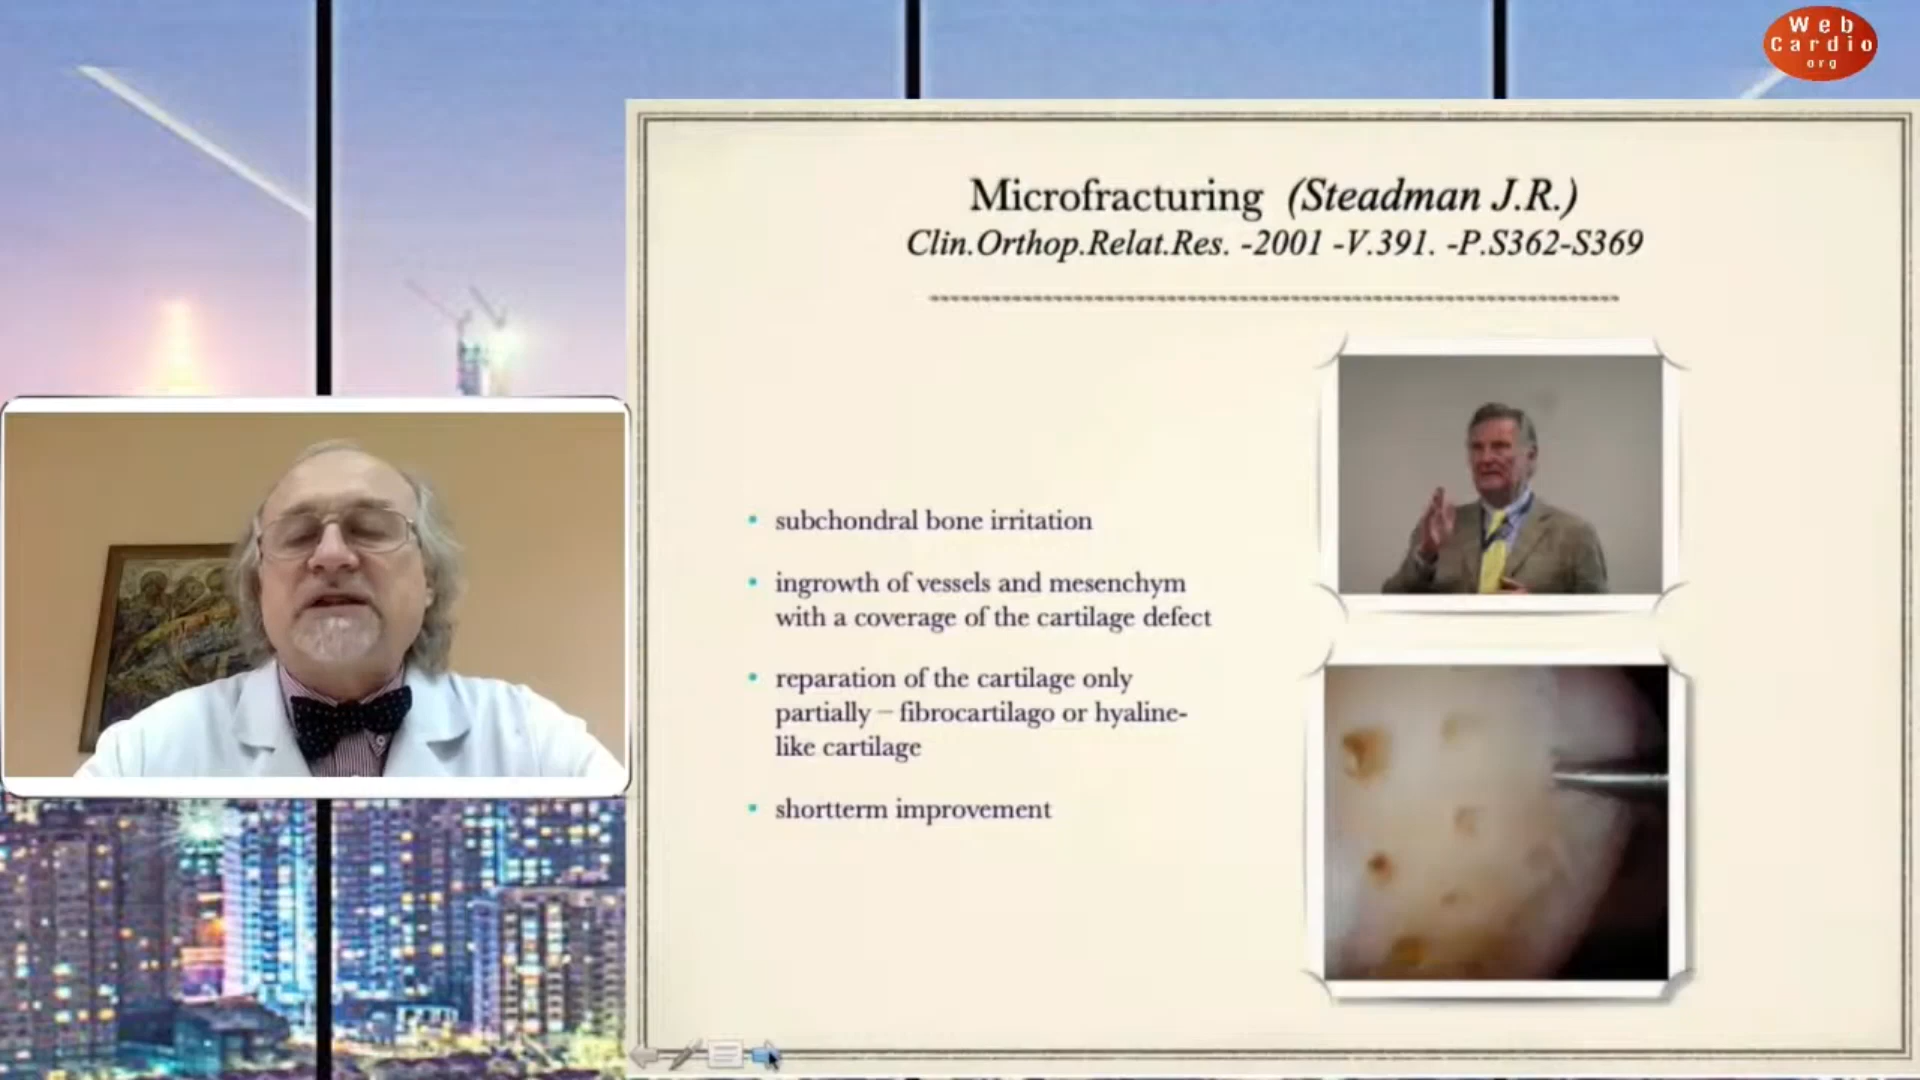 Web
Cardio
org
Microfracturing (Steadman J.R.)
Clin.Orthop.Relat.Res. -2001 -V.391. -P.S362-S369
• subchondral bone irritation
• ingrowth of vessels and mesenchym
with a coverage of the cartilage defect
• reparation of the cartilage only
partially – fibrocartilago or hyaline-
like cartilage
• shortterm improvement